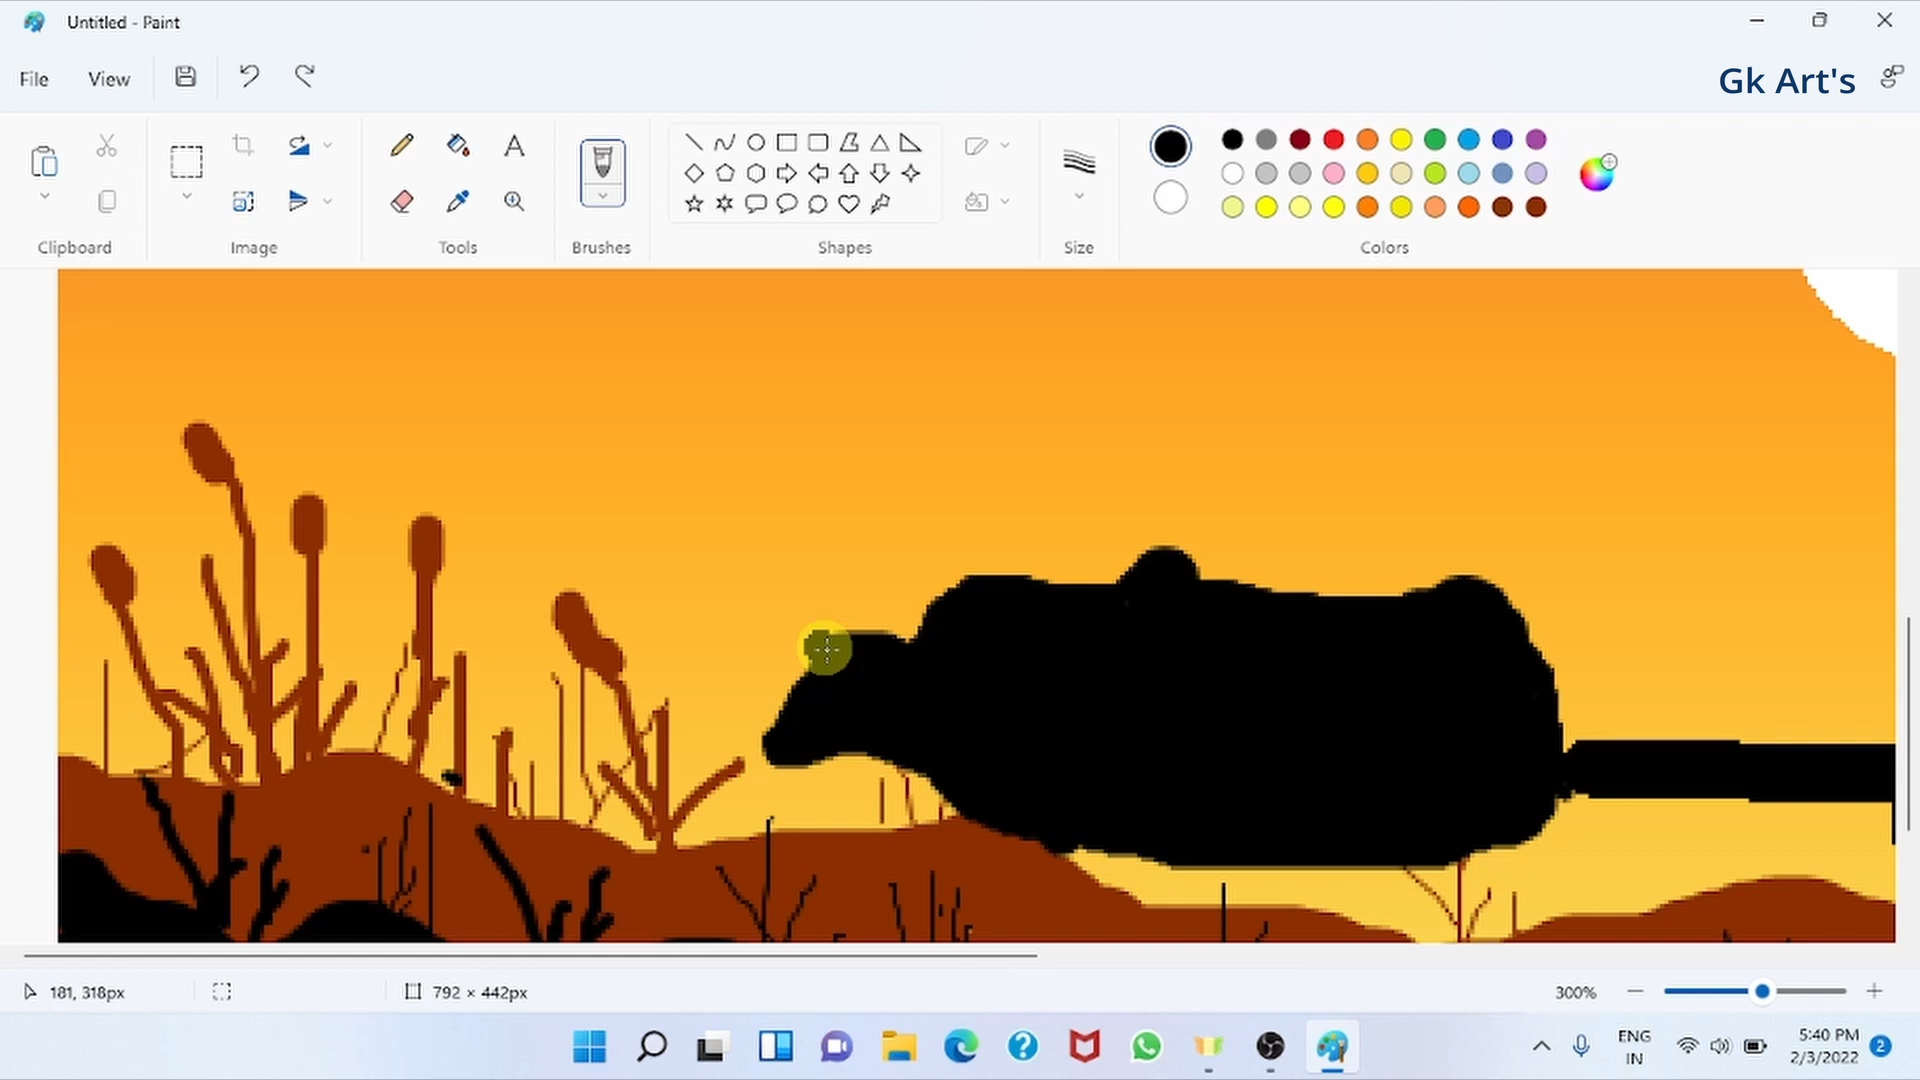 Untitled - Paint
File View
Gk Art's
Clipboard Image Tools Brushes Shapes Size Colors
181, 318px 792 × 442px 300%
ENG 5:40 PM
IN 2/3/2022 2